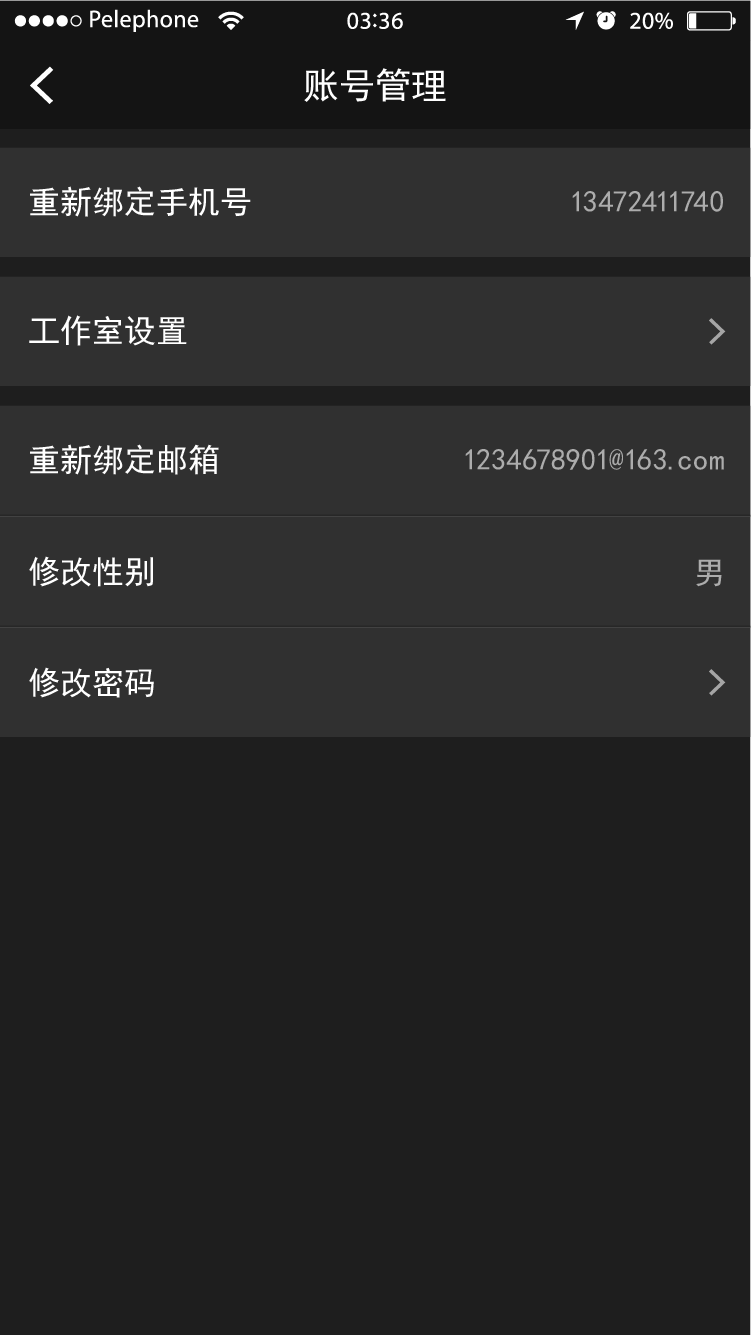 Pelephone 03:36 20%
账号管理
重新绑定手机号 13472411740
工作室设置
重新绑定邮箱 1234678901@163.com
修改性别 男
修改密码